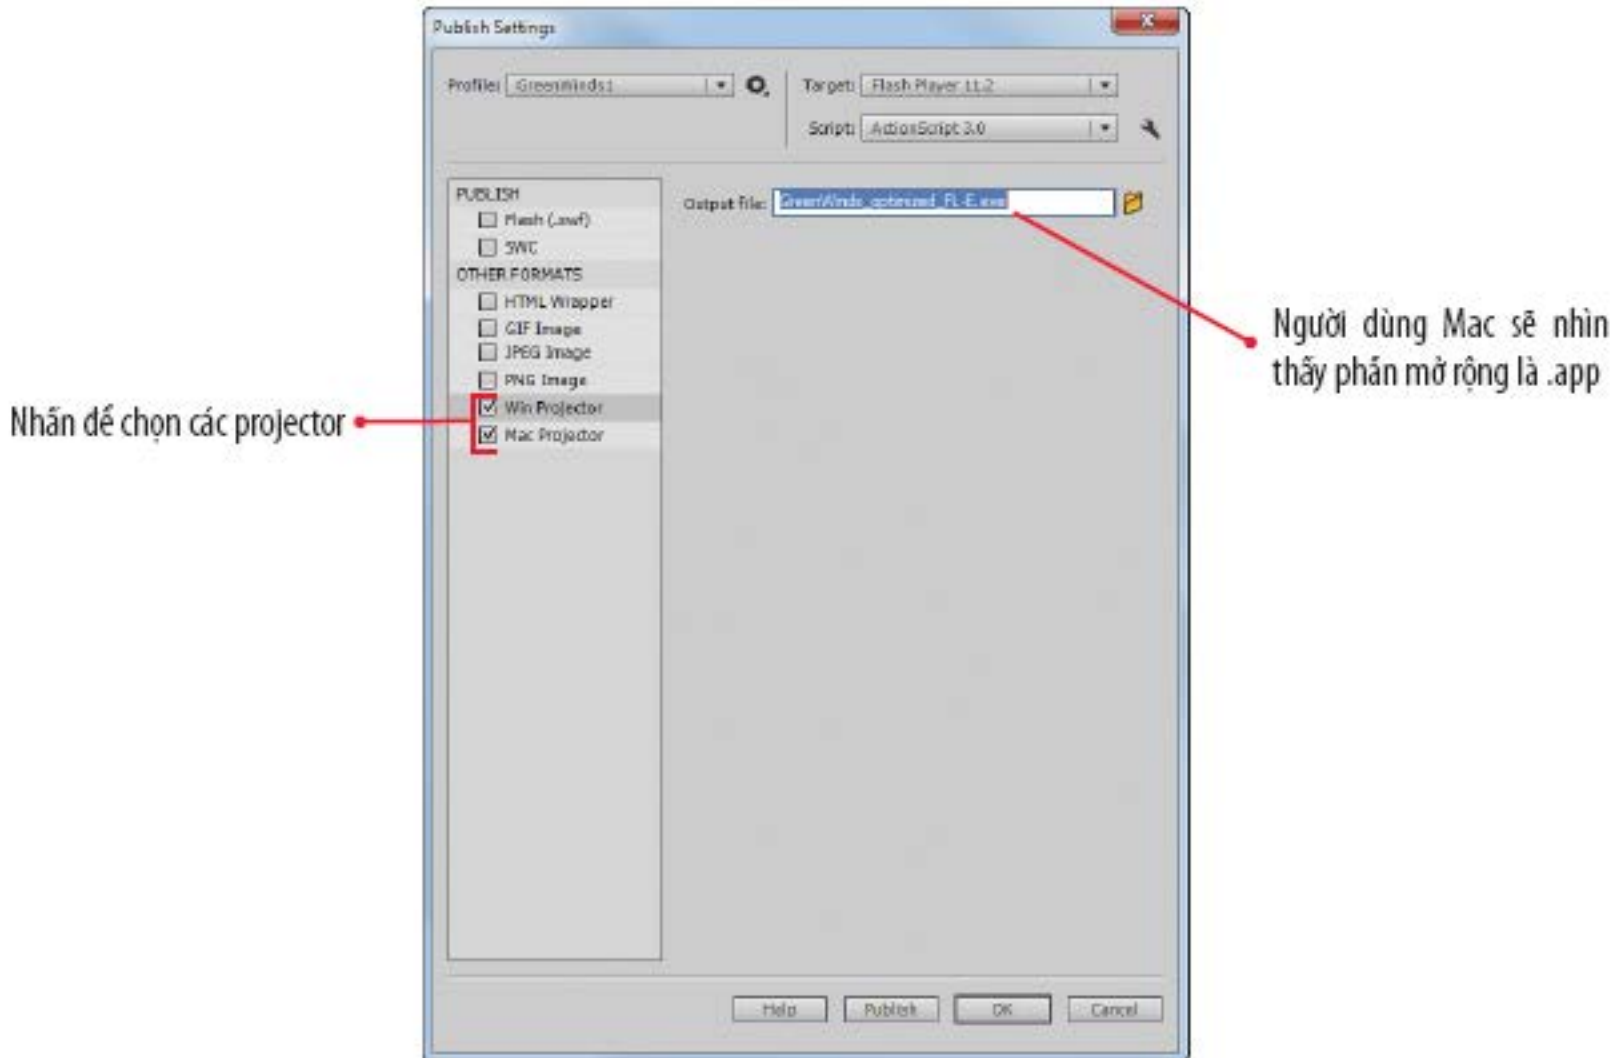 Publish Settings
Profile: GreenWinds1
Target: Flash Player 11.2
Script: ActionScript 3.0
PUBLISH
Flash (.swf)
SWC
OTHER FORMATS
HTML Wrapper
GIF Image
JPEG Image
PNG Image
Win Projector
Mac Projector
Output file: GreenWinds_optimized_FL-E.exe
Nhấn để chọn các projector
Người dùng Mac sẽ nhìn
thấy phần mở rộng là .app
Help
Publish
OK
Cancel